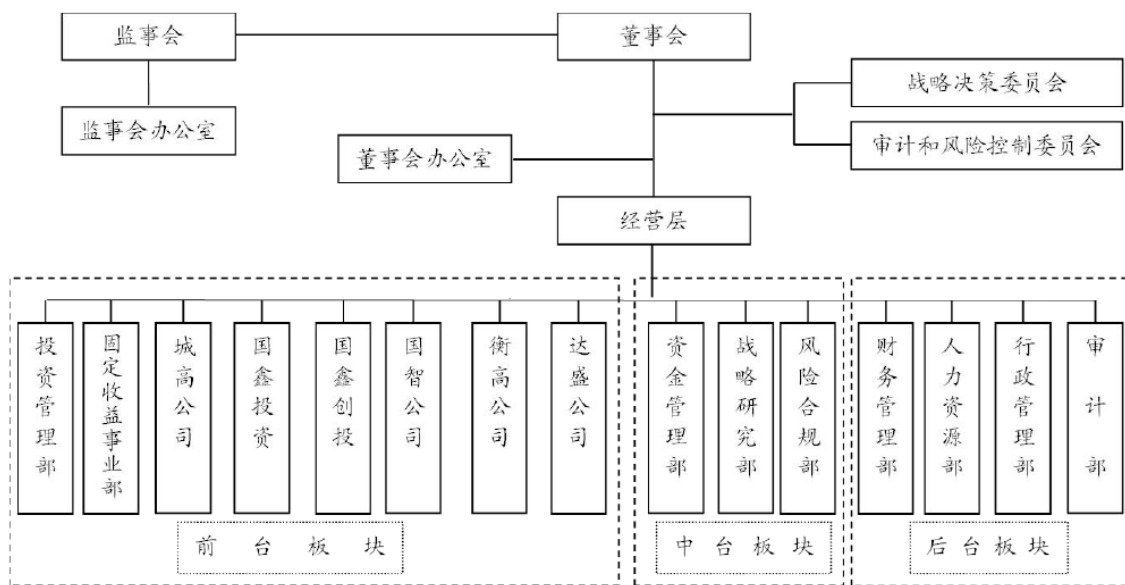 监事会
董事会
战略决策委员会
监事会办公室
审计和风险控制委员会
董事会办公室
经营层
投资管理部
固定收益事业部
城高公司
国鑫投资
国鑫创投
国智公司
衡高公司
达盛公司
资金管理部
战略研究部
风险合规部
财务管理部
人力资源部
行政管理部
审计部
前台板块
中台板块
后台板块